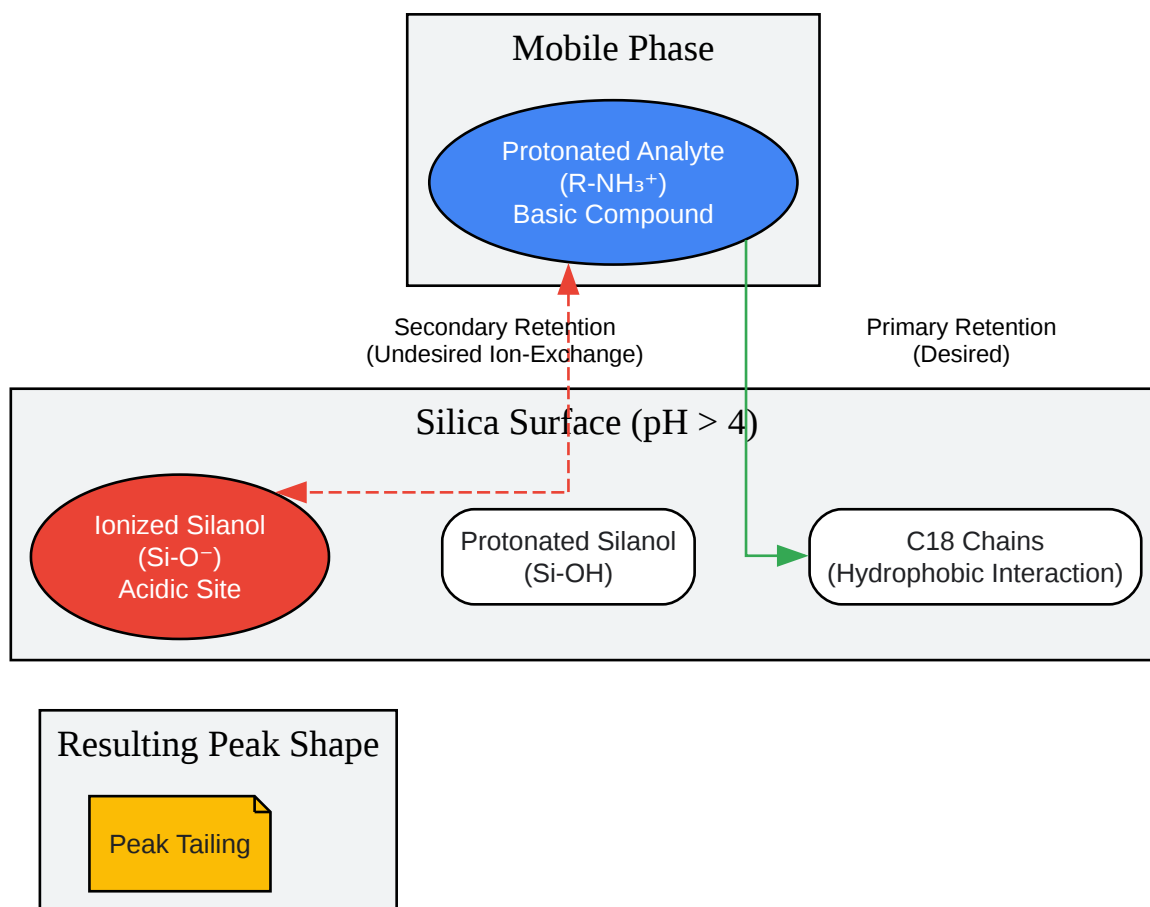 Mobile Phase
Protonated Analyte
(R-NH₃⁺)
Basic Compound
Secondary Retention
(Undesired Ion-Exchange)
Primary Retention
(Desired)
Silica Surface (pH > 4)
Ionized Silanol
(Si-O⁻)
Acidic Site
Protonated Silanol
(Si-OH)
C18 Chains
(Hydrophobic Interaction)
Resulting Peak Shape
Peak Tailing